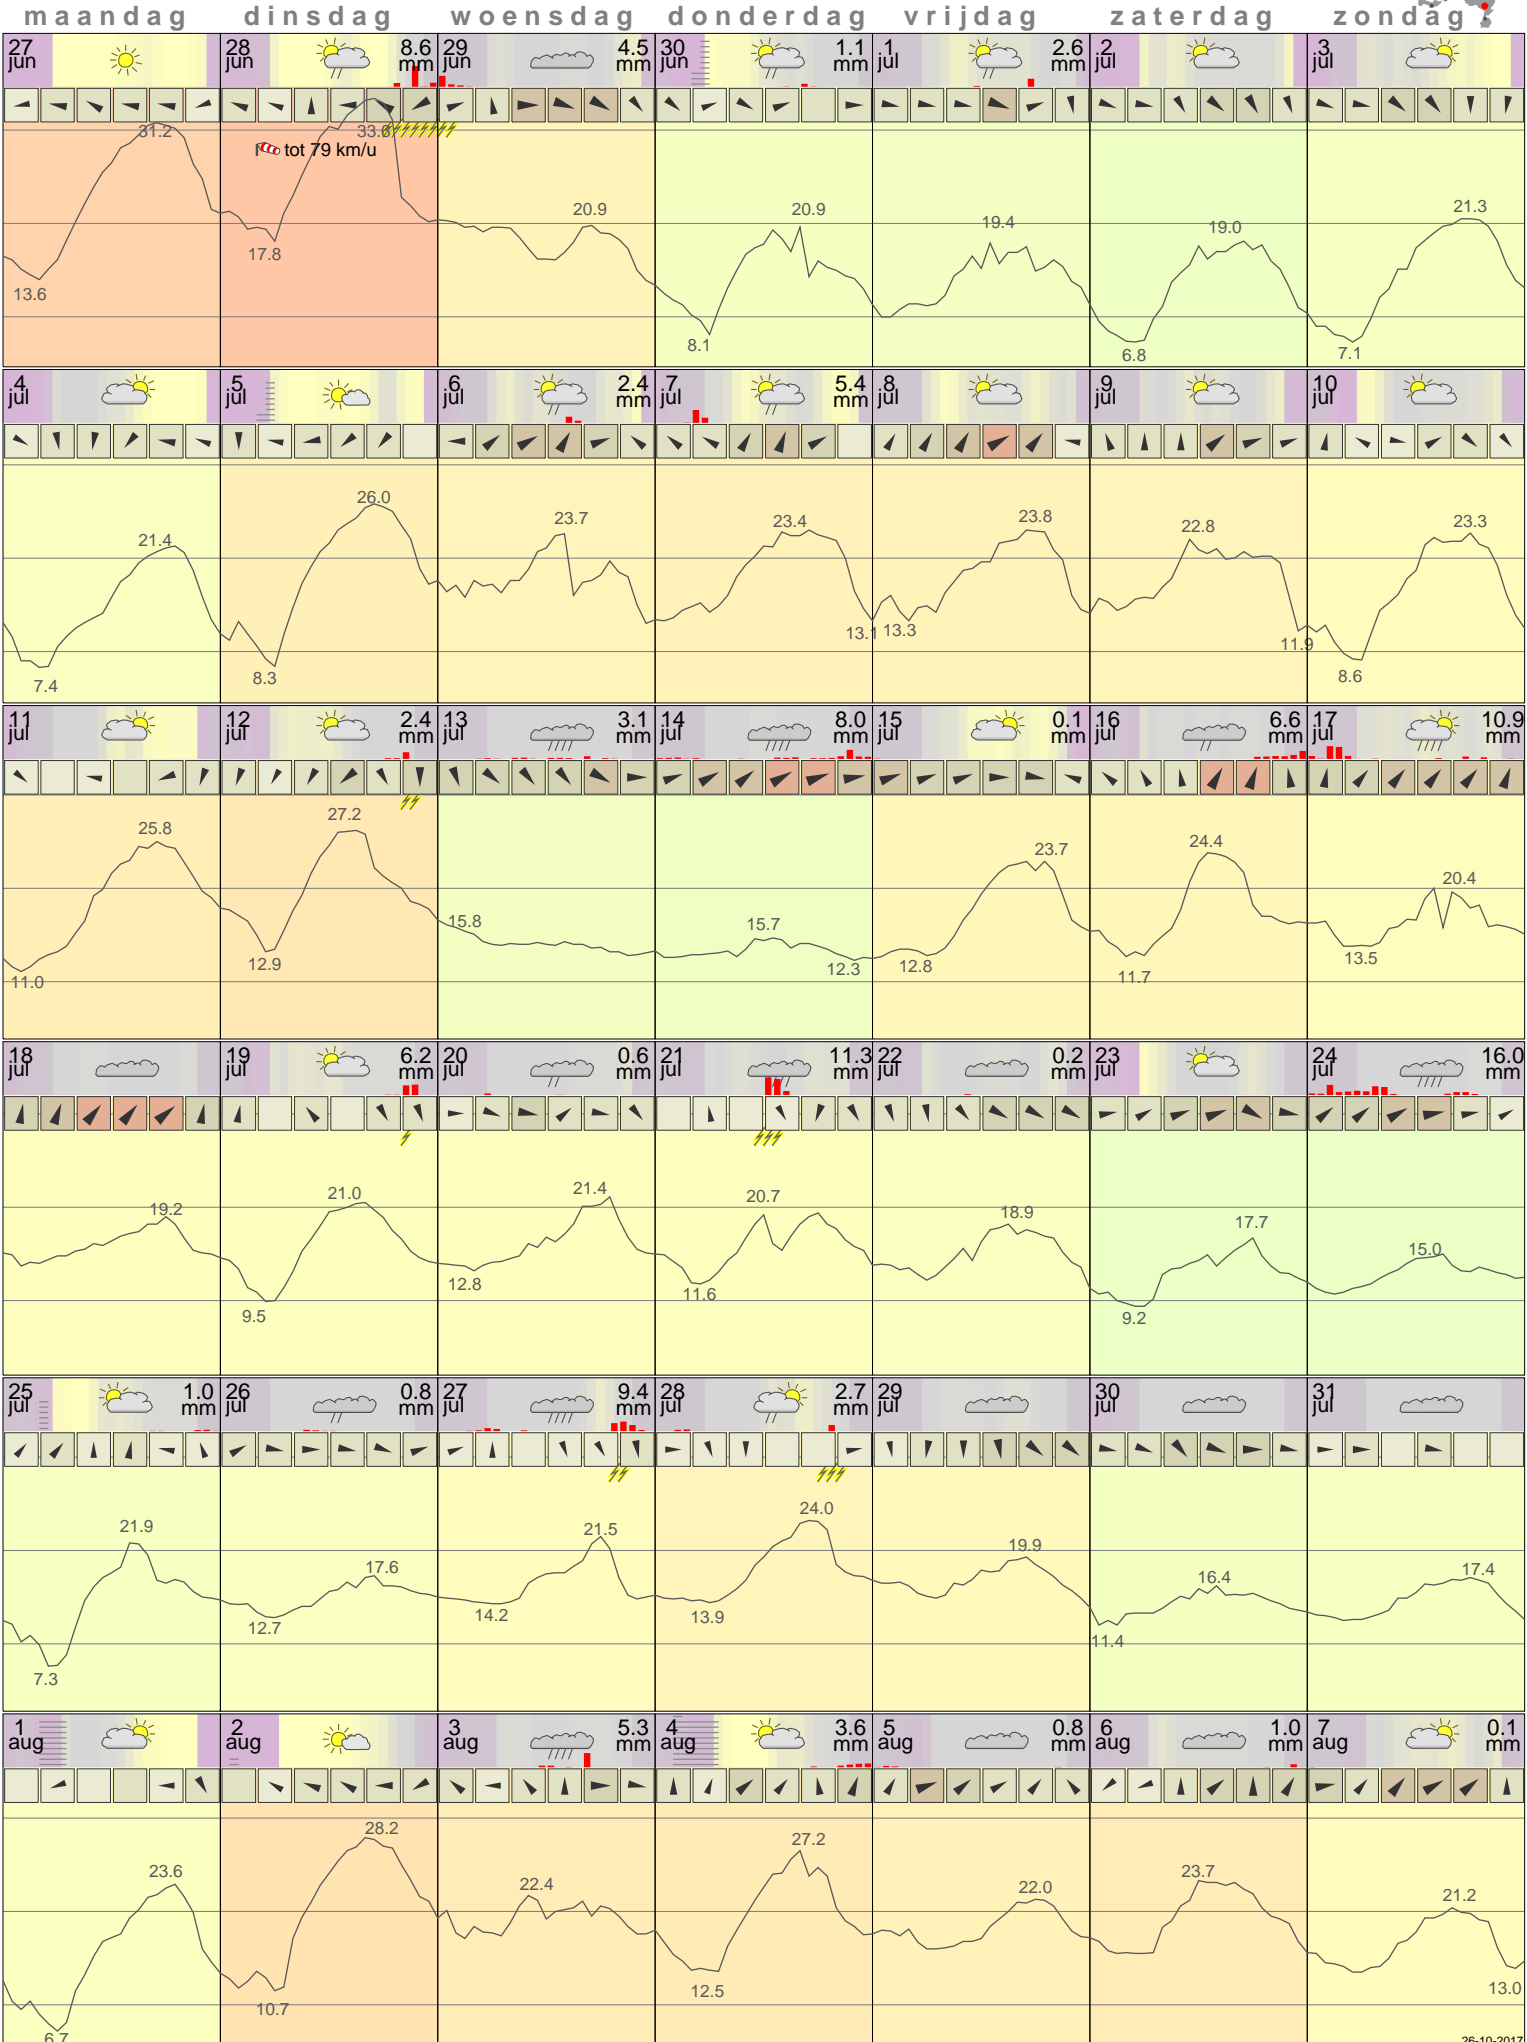 maandag dinsdag woensdag donderdag vrijdag zaterdag zondag
27 jun 28 jun 8.6 mm 29 jun 4.5 mm 30 jun 1.1 mm 1 jul 2.6 mm 2 jul 3 jul
31.2 33.6
tot 79 km/u
20.9 20.9 19.4 19.0 21.3
13.6 17.8 8.1 6.8 7.1
4 jul 5 jul 6 jul 2.4 mm 7 jul 5.4 mm 8 jul 9 jul 10 jul
21.4 26.0 23.7 23.4 23.8 22.8 23.3
7.4 8.3 13.1 13.3 11.9 8.6
11 jul 12 jul 2.4 mm 13 jul 3.1 mm 14 jul 8.0 mm 15 jul 0.1 mm 16 jul 6.6 mm 17 jul 10.9 mm
25.8 27.2 15.8 15.7 23.7 24.4 20.4
11.0 12.9 12.3 12.8 11.7 13.5
18 jul 19 jul 6.2 mm 20 jul 0.6 mm 21 jul 11.3 mm 22 jul 0.2 mm 23 jul 24 jul 16.0 mm
19.2 21.0 21.4 20.7 18.9 17.7 15.0
9.5 12.8 11.6 9.2
25 jul 1.0 mm 26 jul 0.8 mm 27 jul 9.4 mm 28 jul 2.7 mm 29 jul 30 jul 31 jul
21.9 17.6 21.5 24.0 19.9 16.4 17.4
7.3 12.7 14.2 13.9 11.4
1 aug 2 aug 3 aug 5.3 mm 4 aug 3.6 mm 5 aug 0.8 mm 6 aug 1.0 mm 7 aug 0.1 mm
23.6 28.2 22.4 27.2 22.0 23.7 21.2
6.7 10.7 12.5 13.0
26-10-2017